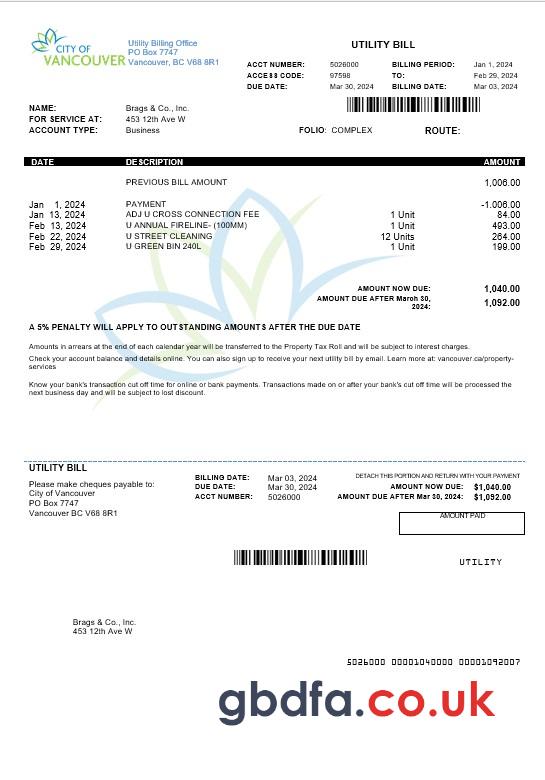 CITY OF
VANCOUVER
Utility Billing Office
PO Box 7747
Vancouver, BC V68 8R1
UTILITY BILL
ACCT NUMBER: 5026000 BILLING PERIOD: Jan 1, 2024
ACCESS CODE: 97598 TO: Feb 29, 2024
DUE DATE: Mar 30, 2024 BILLING DATE: Mar 03, 2024
NAME: Brags & Co., Inc.
FOR SERVICE AT: 453 12th Ave W
ACCOUNT TYPE: Business FOLIO: COMPLEX ROUTE:
DATE DESCRIPTION AMOUNT
PREVIOUS BILL AMOUNT 1,006.00
Jan 1, 2024 PAYMENT -1.006.00
Jan 13, 2024 ADJ U CROSS CONNECTION FEE 1 Unit 84.00
Feb 13, 2024 U ANNUAL FIRELINE- (100MM) 1 Unit 493.00
Feb 22, 2024 U STREET CLEANING 12 Units 264.00
Feb 29, 2024 U GREEN BIN 240L 1 Unit 199.00
AMOUNT NOW DUE: 1,040.00
AMOUNT DUE AFTER March 30, 2024: 1,092.00
A 5% PENALTY WILL APPLY TO OUTSTANDING AMOUNTS AFTER THE DUE DATE
Amounts in arrears at the end of each calendar year will be transferred to the Property Tax Roll and will be subject to interest charges.
Check your account balance and details online. You can also sign up to receive your next utility bill by email. Learn more at: vancouver.ca/property-
services
Know your bank's transaction cut off time for online or bank payments. Transactions made on or after your bank's cut off time will be processed the
next business day and will be subject to lost discount.
UTILITY BILL
Please make cheques payable to:
City of Vancouver
PO Box 7747
Vancouver BC V68 8R1
BILLING DATE: Mar 03, 2024
DUE DATE: Mar 30, 2024
ACCT NUMBER: 5026000
DETACH THIS PORTION AND RETURN WITH YOUR PAYMENT
AMOUNT NOW DUE: $1,040.00
AMOUNT DUE AFTER Mar 30, 2024: $1,092.00
AMOUNT PAID
UTILITY
Brags & Co., Inc.
453 12th Ave W
5026000 00001040000 00001092007
gbdfa.co.uk